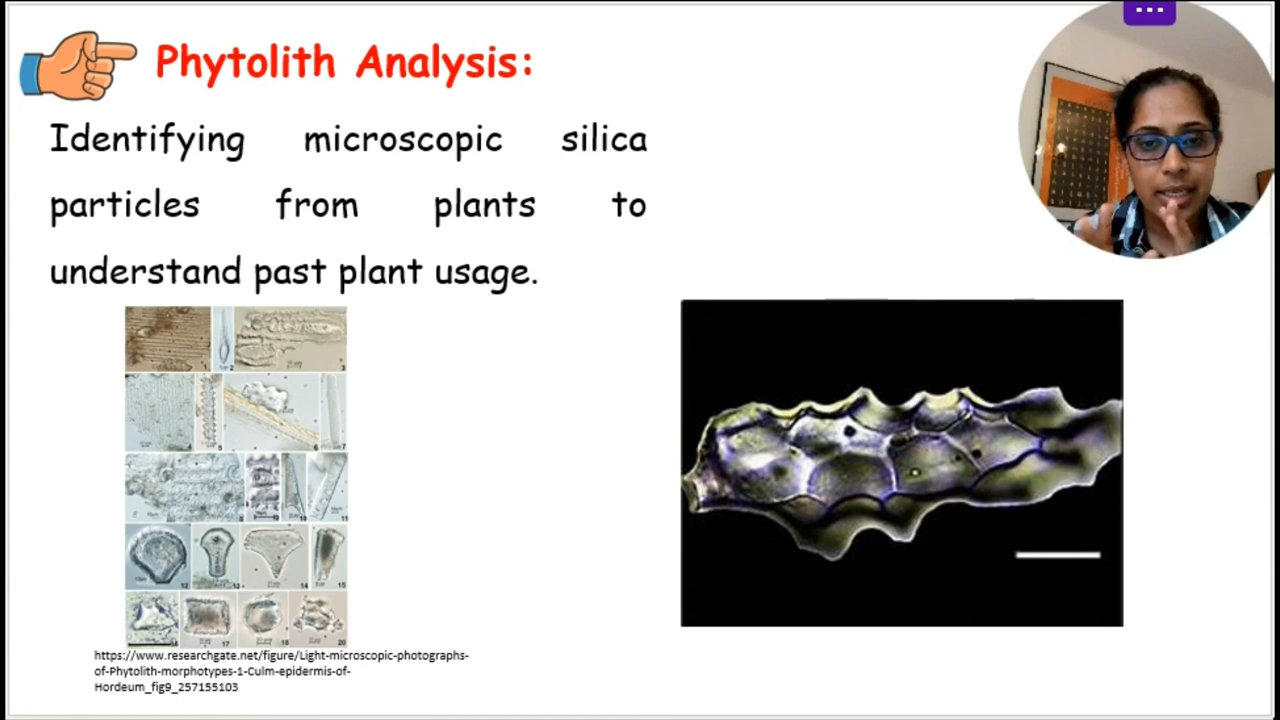 Phytolith Analysis:
Identifying microscopic silica
particles from plants to
understand past plant usage.
https://www.researchgate.net/figure/Light-microscopic-photographs-
of-Phytolith-morphotypes-1-Culm-epidermis-of-
Hordeum_fig9_257155103